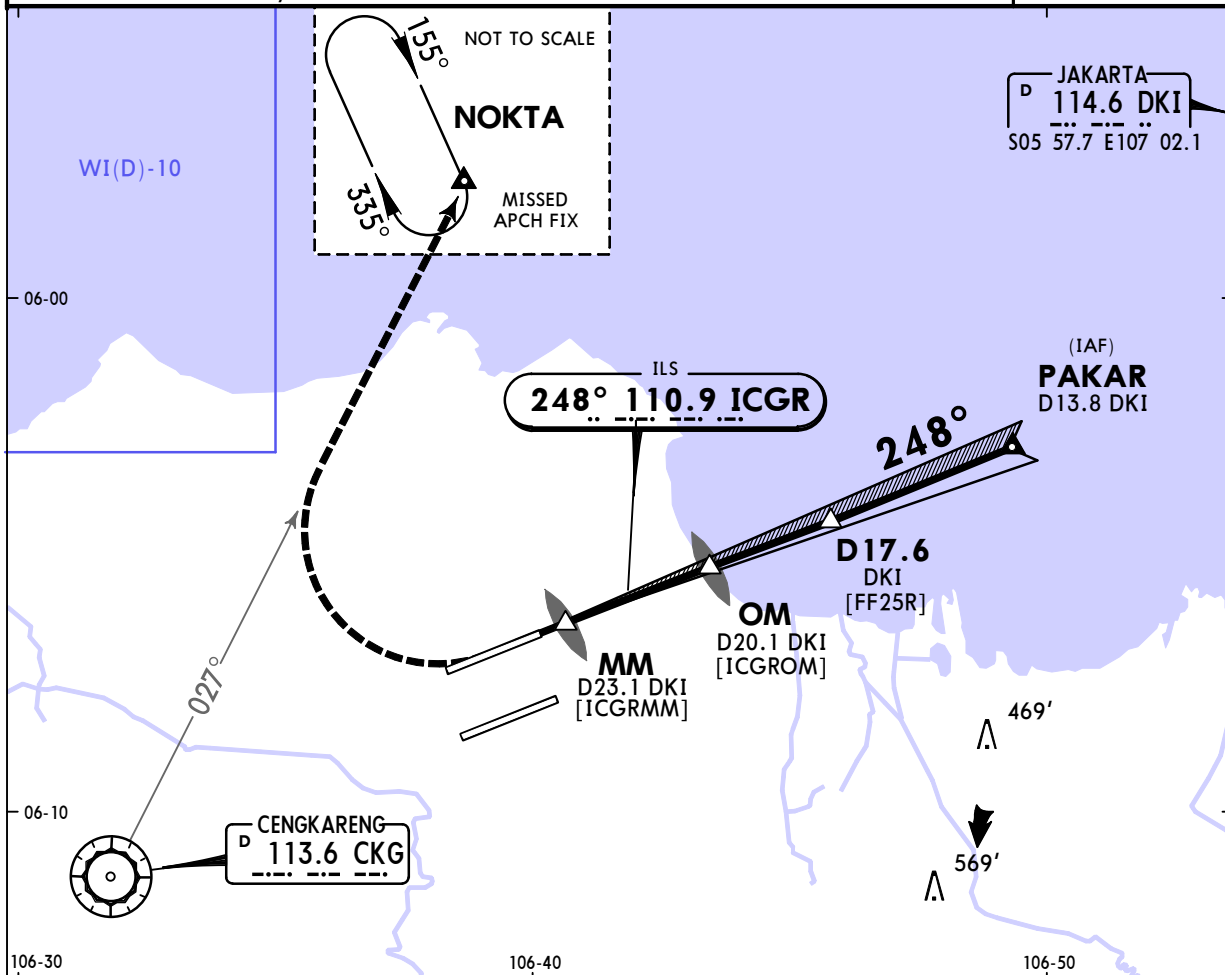 155°
NOT TO SCALE
NOKTA
335°
MISSED
APCH FIX
JAKARTA
D 114.6 DKI
S05 57.7 E107 02.1
WI(D)-10
06-00
ILS
248° 110.9 ICGR
(IAF)
PAKAR
D13.8 DKI
248°
D17.6
DKI
[FF25R]
OM
D20.1 DKI
[ICGROM]
MM
D23.1 DKI
[ICGRMM]
027°
469'
06-10
CENGKARENG
D 113.6 CKG
569'
106-30
106-40
106-50